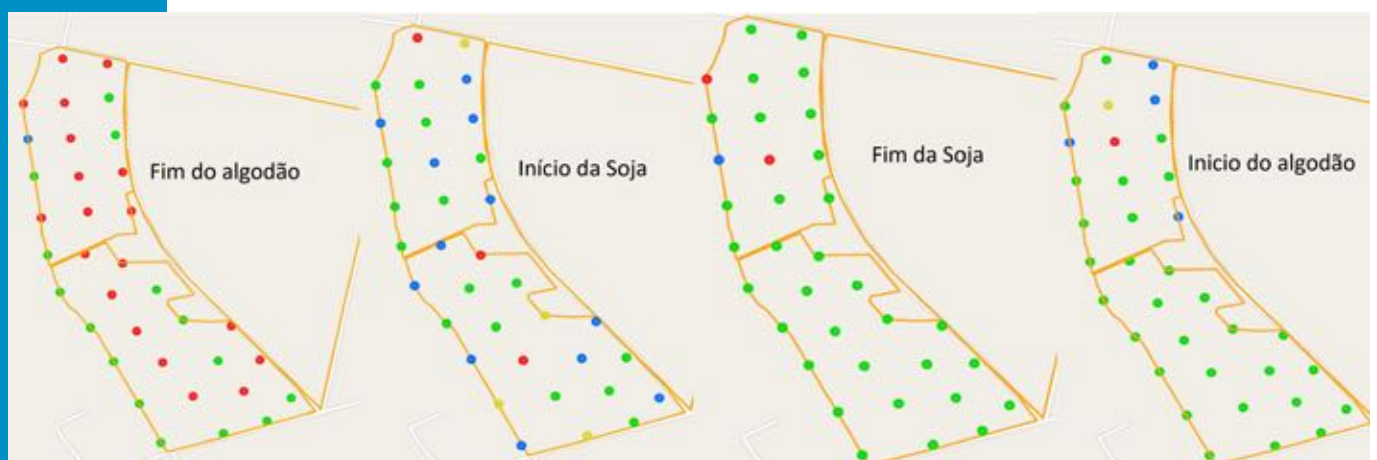 Fim do algodão
Início da Soja
Fim da Soja
Inicio do algodão